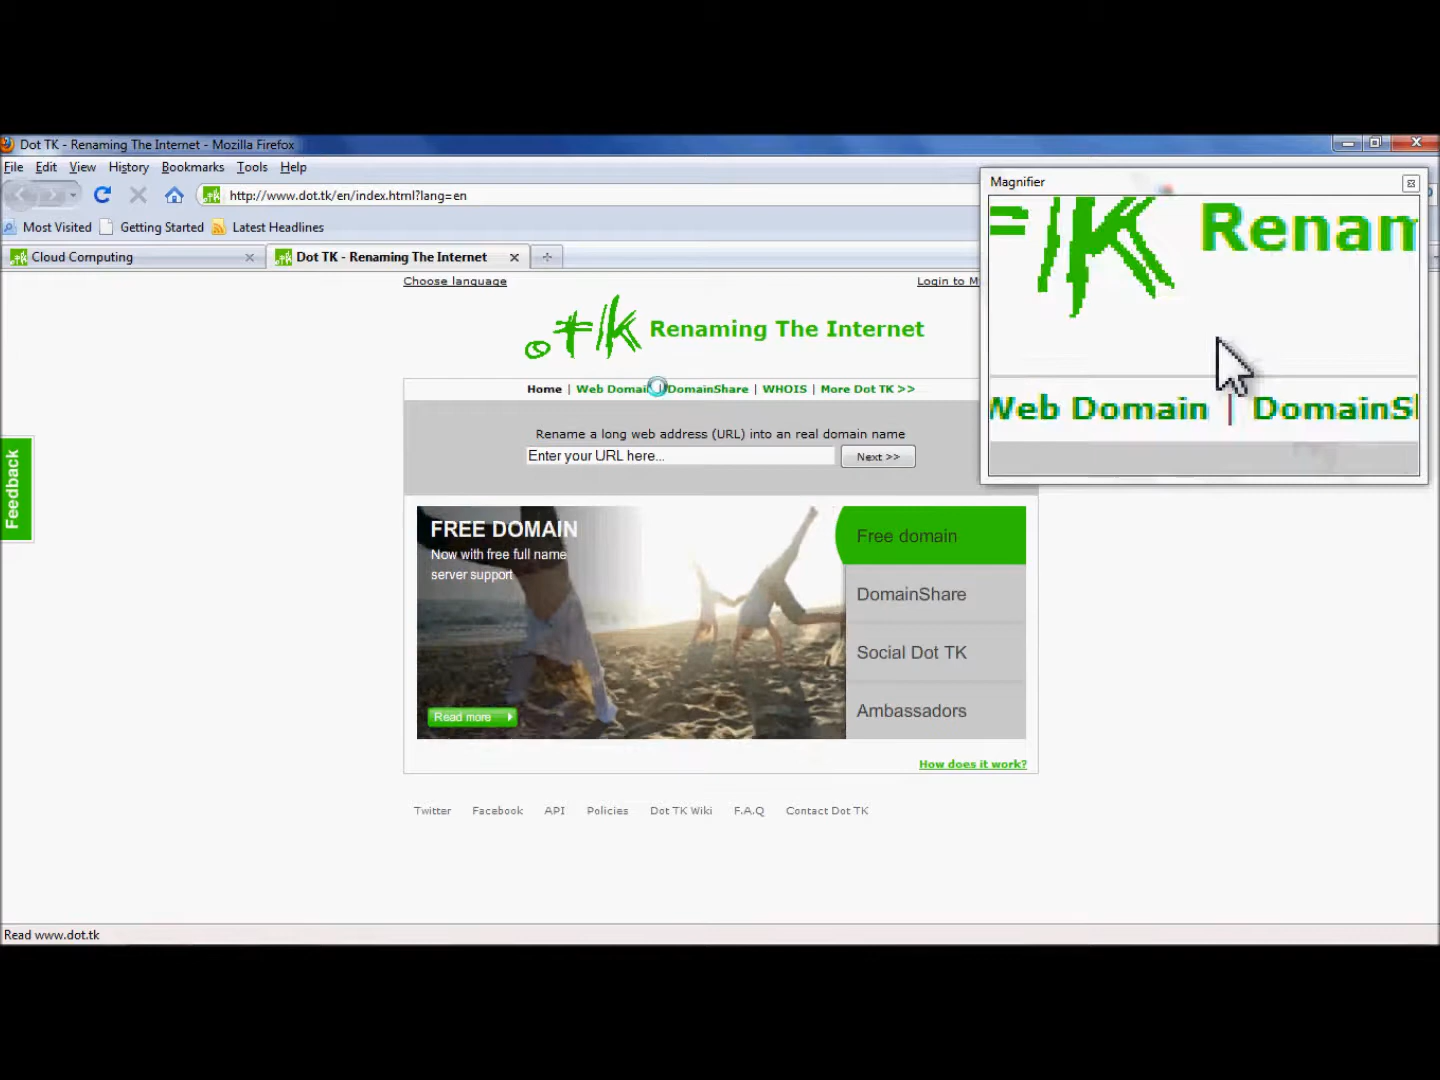 Dot TK - Renaming The Internet - Mozilla Firefox
File Edit View History Bookmarks Tools Help
http://www.dot.tk/en/index.html?lang=en
Most Visited Getting Started Latest Headlines
Cloud Computing
Dot TK - Renaming The Internet
Magnifier
Renam
Web Domain | DomainSh
Choose language
Login to M
.tk Renaming The Internet
Home | Web Domain | DomainShare | WHOIS | More Dot TK >>
Rename a long web address (URL) into an real domain name
Enter your URL here...
Next >>
Feedback
FREE DOMAIN
Now with free full name
server support
Read more
Free domain
DomainShare
Social Dot TK
Ambassadors
How does it work?
Twitter Facebook API Policies Dot TK Wiki F.A.Q Contact Dot TK
Read www.dot.tk